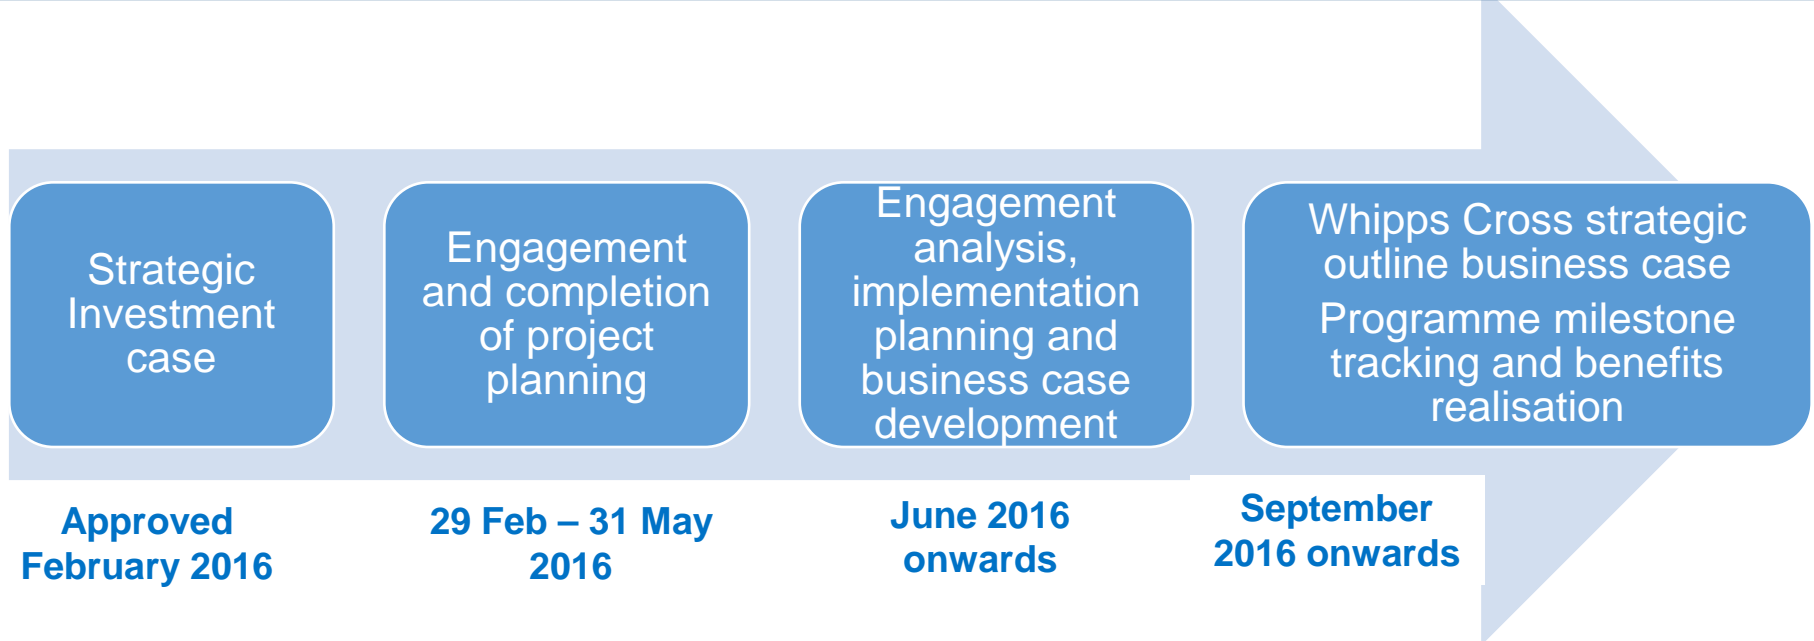 Strategic
Investment
case
Engagement
and completion
of project
planning
Engagement
analysis,
implementation
planning and
business case
development
Whipps Cross strategic
outline business case
Programme milestone
tracking and benefits
realisation
Approved
February 2016
29 Feb – 31 May
2016
June 2016
onwards
September
2016 onwards